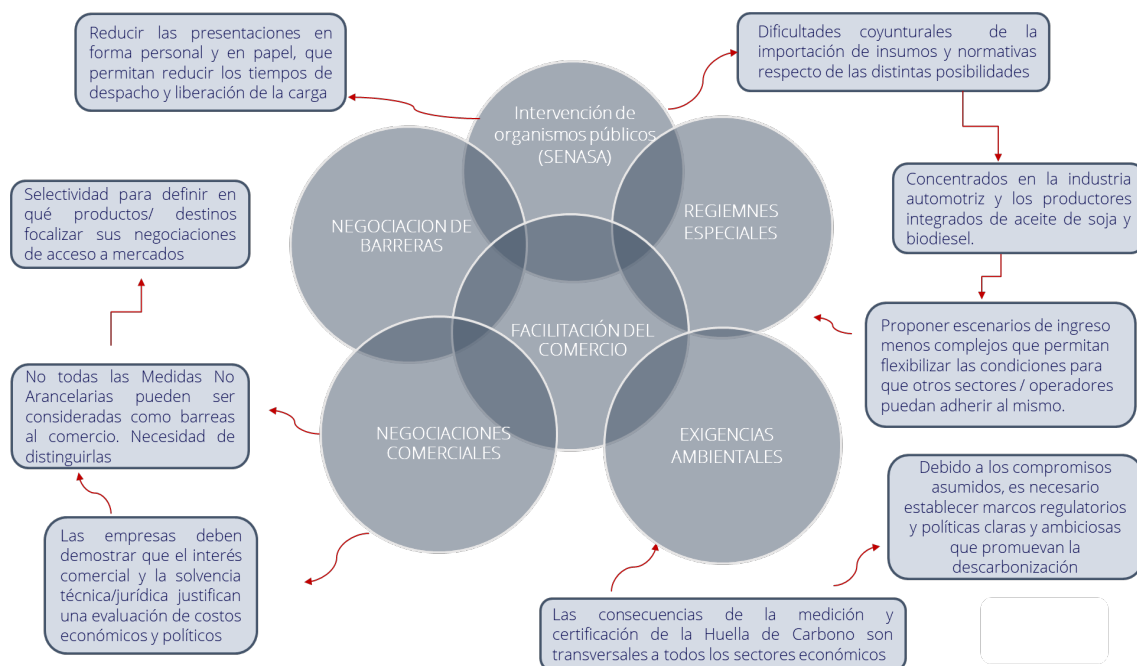 Reducir las presentaciones en
forma personal y en papel, que
permitan reducir los tiempos de
despacho y liberación de la carga
Dificultades coyunturales de la
importación de insumos y normativas
respecto de las distintas posibilidades
Intervención de
organismos públicos
(SENASA)
Selectividad para definir en
qué productos/ destinos
focalizar sus negociaciones
de acceso a mercados
NEGOCIACION DE
BARRERAS
REGIEMNES
ESPECIALES
Concentrados en la industria
automotriz y los productores
integrados de aceite de soja y
biodiesel.
FACILITACIÓN DEL
COMERCIO
Proponer escenarios de ingreso
menos complejos que permitan
flexibilizar las condiciones para
que otros sectores / operadores
puedan adherir al mismo.
No todas las Medidas No
Arancelarias pueden ser
consideradas como barreas
al comercio. Necesidad de
distinguirlas
NEGOCIACIONES
COMERCIALES
EXIGENCIAS
AMBIENTALES
Debido a los compromisos
asumidos, es necesario
establecer marcos regulatorios
y políticas claras y ambiciosas
que promuevan la
descarbonización
Las empresas deben
demostrar que el interés
comercial y la solvencia
técnica/jurídica justifican
una evaluación de costos
económicos y políticos
Las consecuencias de la medición y
certificación de la Huella de Carbono son
transversales a todos los sectores económicos